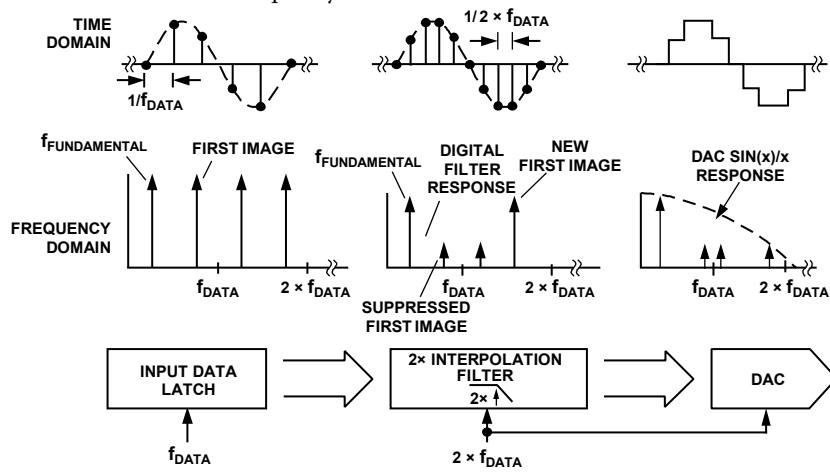 TIME
DOMAIN
1/fDATA
1/2 × fDATA
fFUNDAMENTAL
FIRST IMAGE
fFUNDAMENTAL
DIGITAL
FILTER
RESPONSE
NEW
FIRST IMAGE
DAC SIN(x)/x
RESPONSE
FREQUENCY
DOMAIN
fDATA
2 × fDATA
fDATA
2 × fDATA
SUPPRESSED
FIRST IMAGE
fDATA
2 × fDATA
INPUT DATA
LATCH
2× INTERPOLATION
FILTER
2×
DAC
fDATA
2 × fDATA